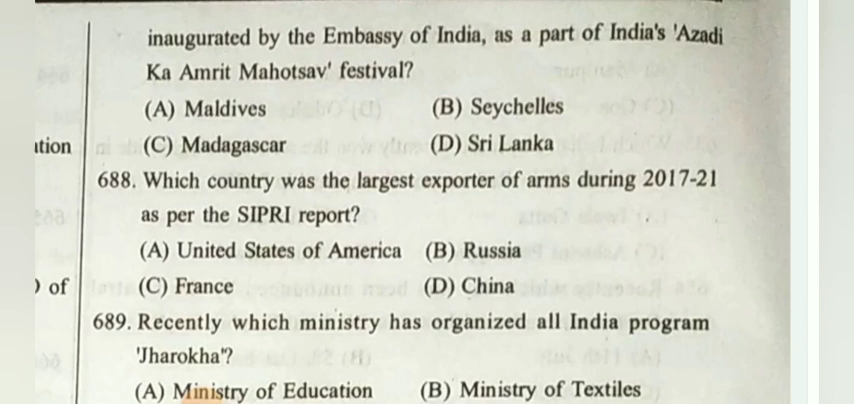 inaugurated by the Embassy of India, as a part of India's 'Azadi
Ka Amrit Mahotsav' festival?
(A) Maldives (B) Seychelles
(C) Madagascar (D) Sri Lanka
688. Which country was the largest exporter of arms during 2017-21
as per the SIPRI report?
(A) United States of America (B) Russia
of (C) France (D) China
689. Recently which ministry has organized all India program
'Jharokha'?
(A) Ministry of Education (B) Ministry of Textiles